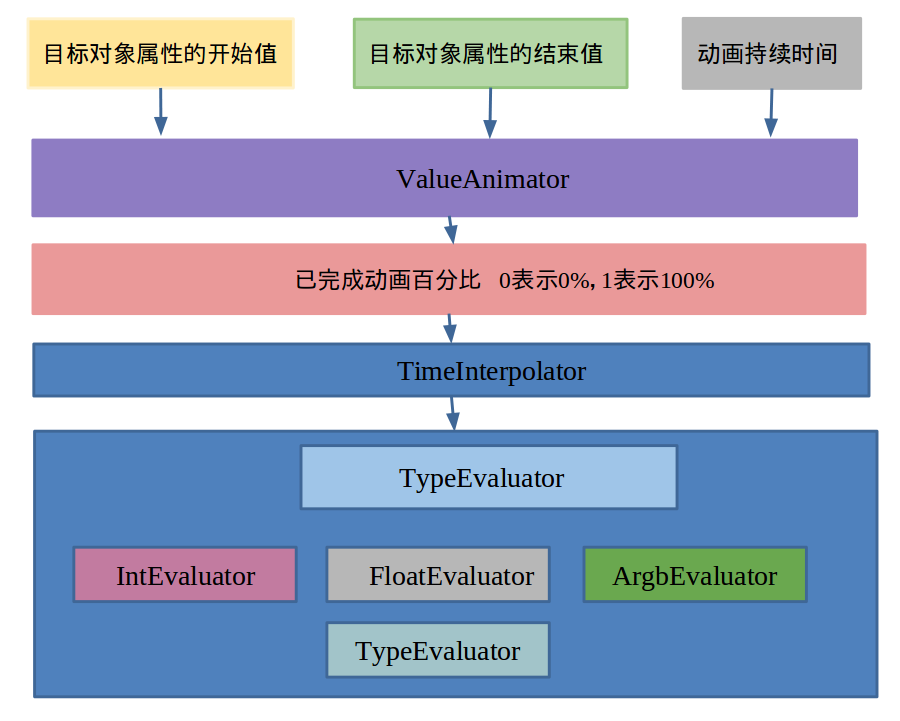 目标对象属性的开始值
目标对象属性的结束值
动画持续时间
ValueAnimator
已完成动画百分比 0表示0%,1表示100%
TimeInterpolator
TypeEvaluator
IntEvaluator
FloatEvaluator
ArgbEvaluator
TypeEvaluator